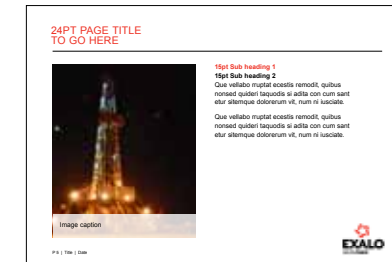 24PT PAGE TITLE
TO GO HERE
15pt Sub heading 1
15pt Sub heading 2
Que vellabo ruptat ecestis remodit, quibus
nonsed quideri taquodis si adita con cum sant
etur sitemque dolorerum vit, num ni iusciate.
Que vellabo ruptat ecestis remodit, quibus
nonsed quideri taquodis si adita con cum sant
etur sitemque dolorerum vit, num ni iusciate.
Image caption
P 5 | Title | Date
EXALO